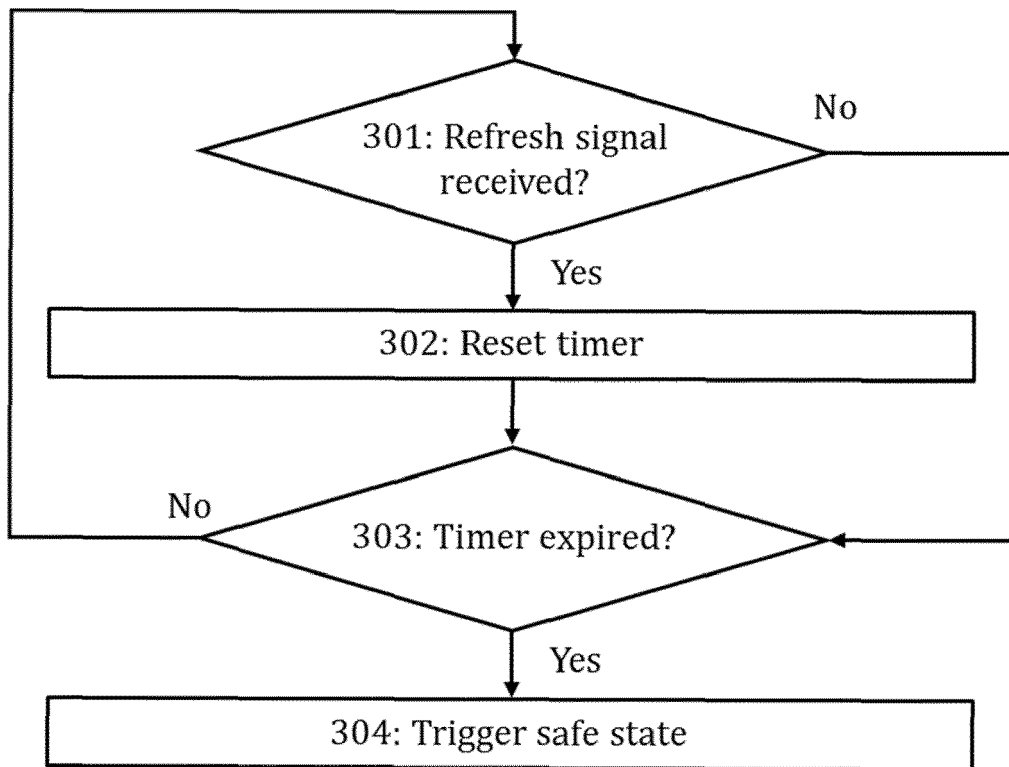 No
301: Refresh signal
received?
Yes
302: Reset timer
No
303: Timer expired?
Yes
304: Trigger safe state